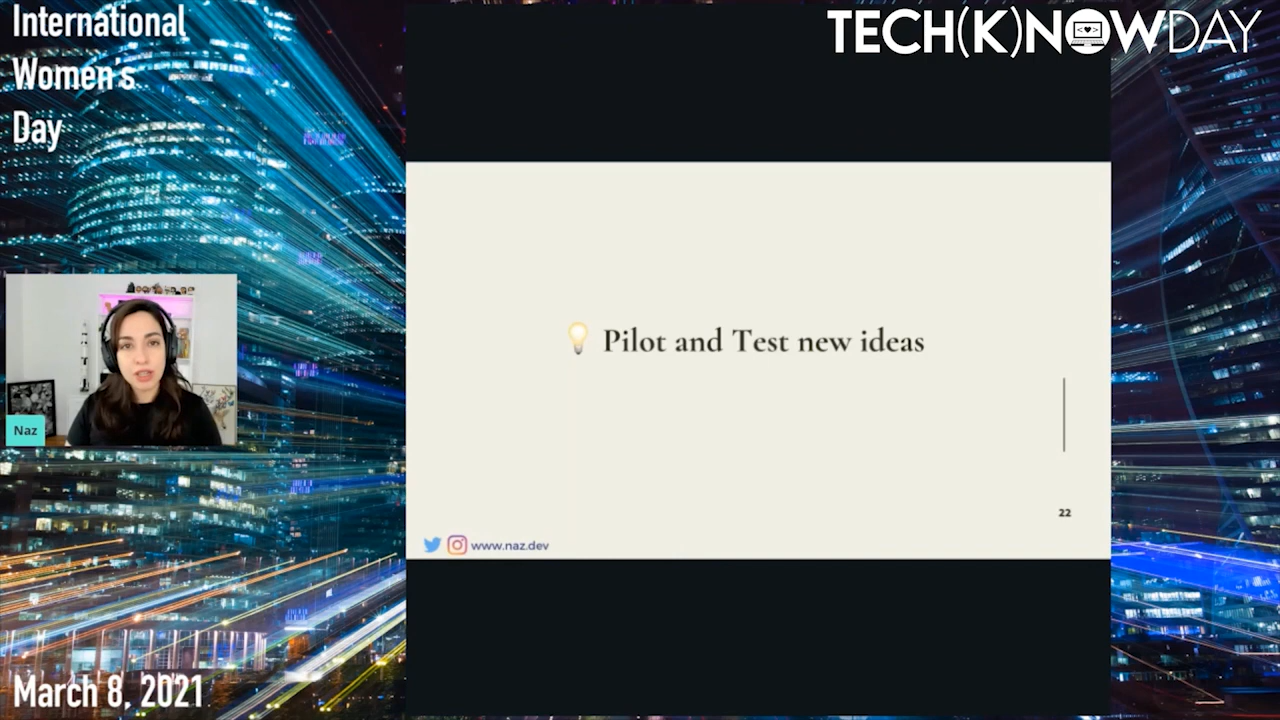 International
Women's
Day
TECH(K)NOWDAY
Pilot and Test new ideas
Naz
22
www.naz.dev
March 8, 2021